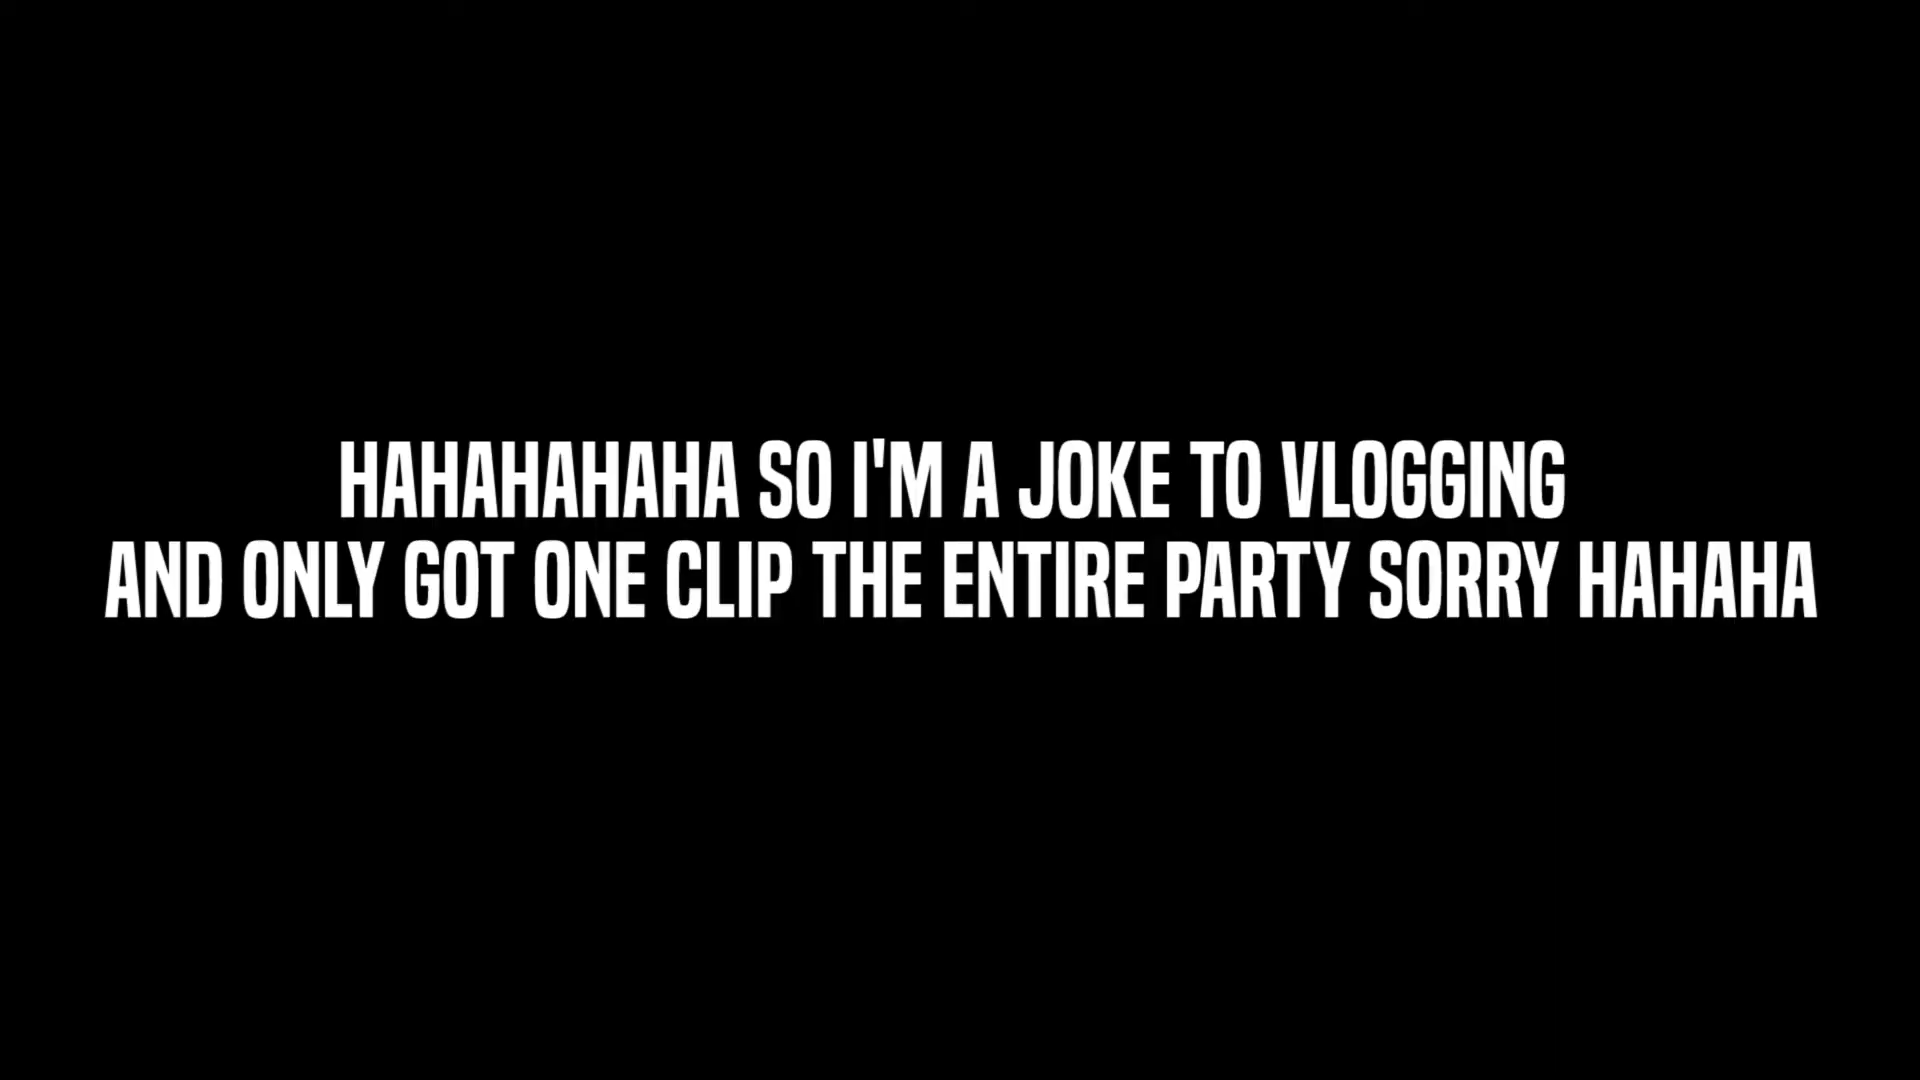 HAHAHAHAHA SO I'M A JOKE TO VLOGGING
AND ONLY GOT ONE CLIP THE ENTIRE PARTY SORRY HAHAHA